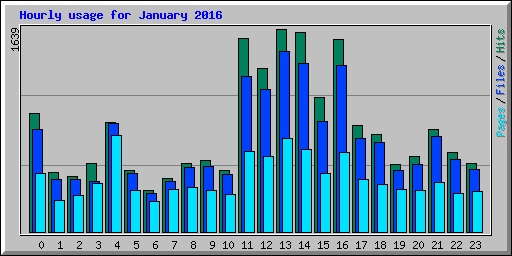 Hourly usage for January 2016
1639
Pages/Files/Hits
0 1 2 3 4 5 6 7 8 9 10 11 12 13 14 15 16 17 18 19 20 21 22 23